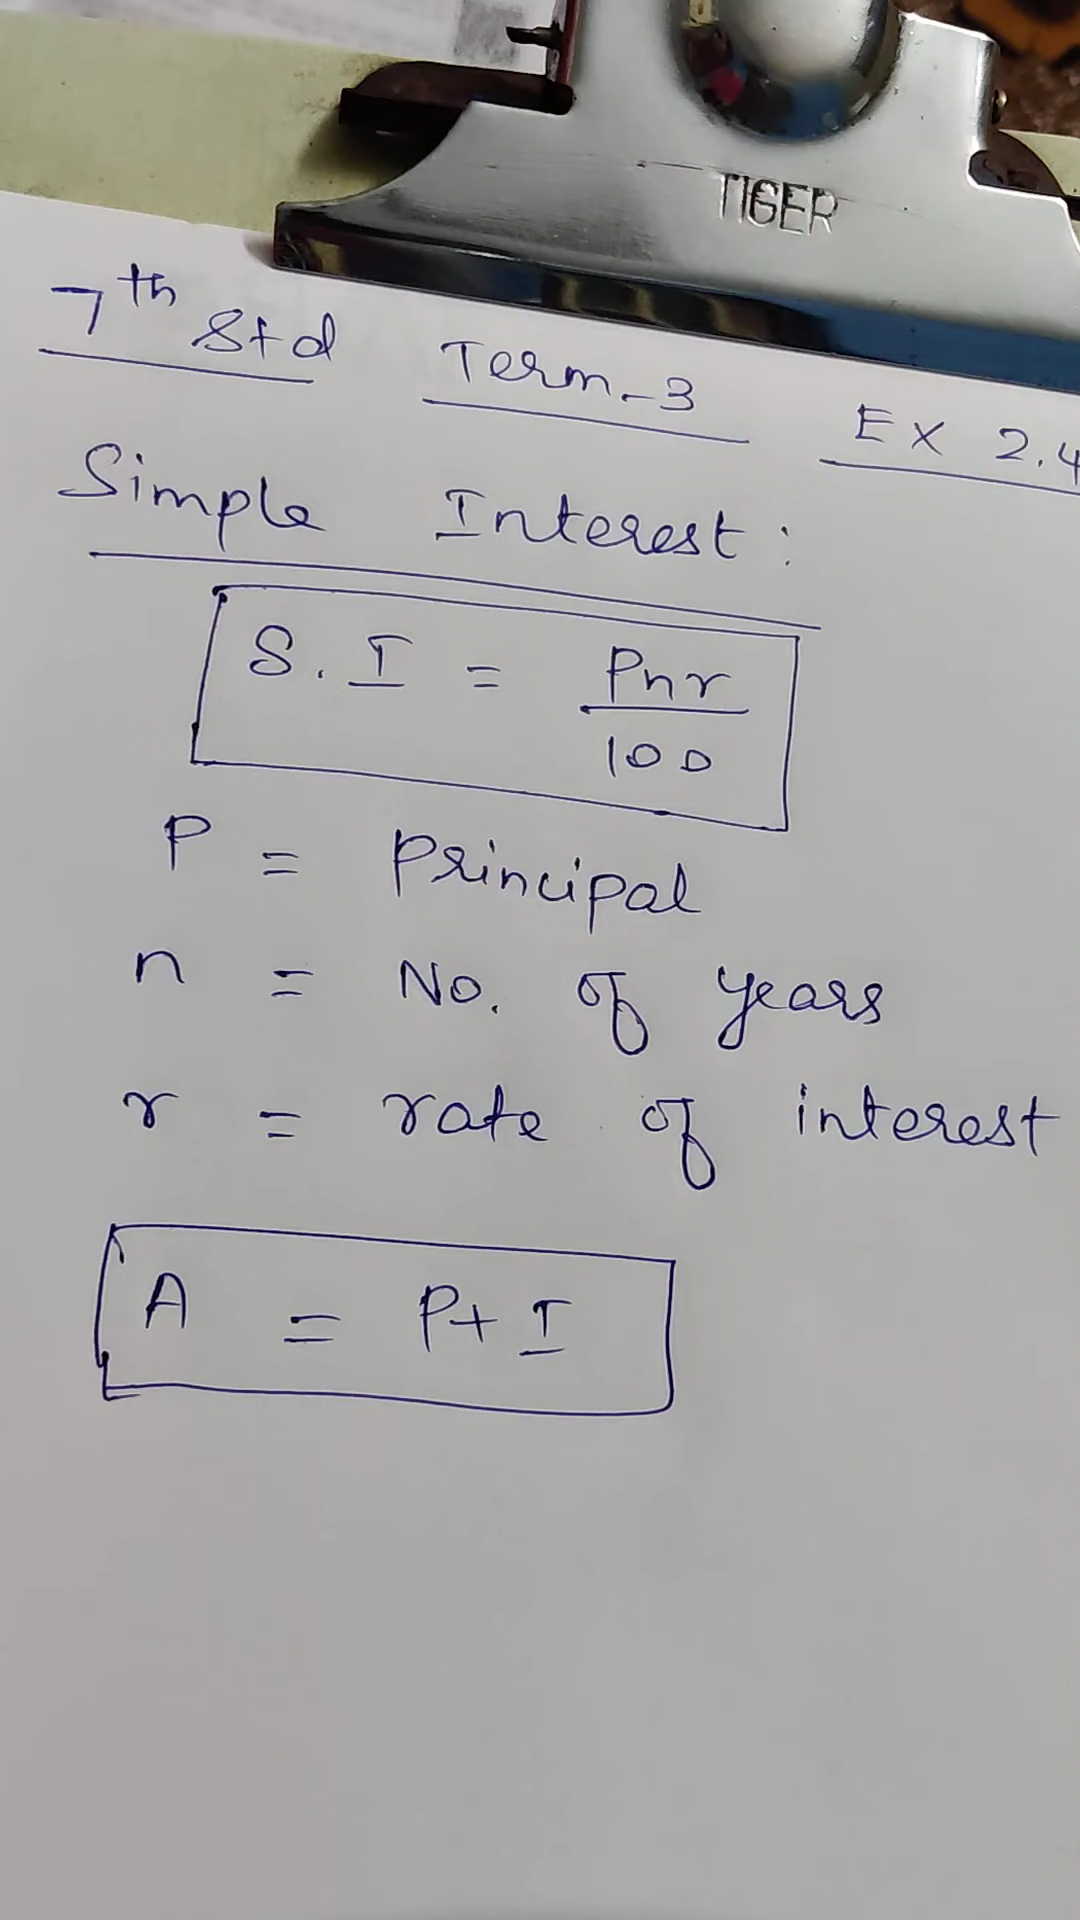 TIGER
7th Std Term-3 Ex 2.4
Simple Interest:
S.I = Pnr/100
P = Principal
n = No. of years
r = rate of interest
A = P+I